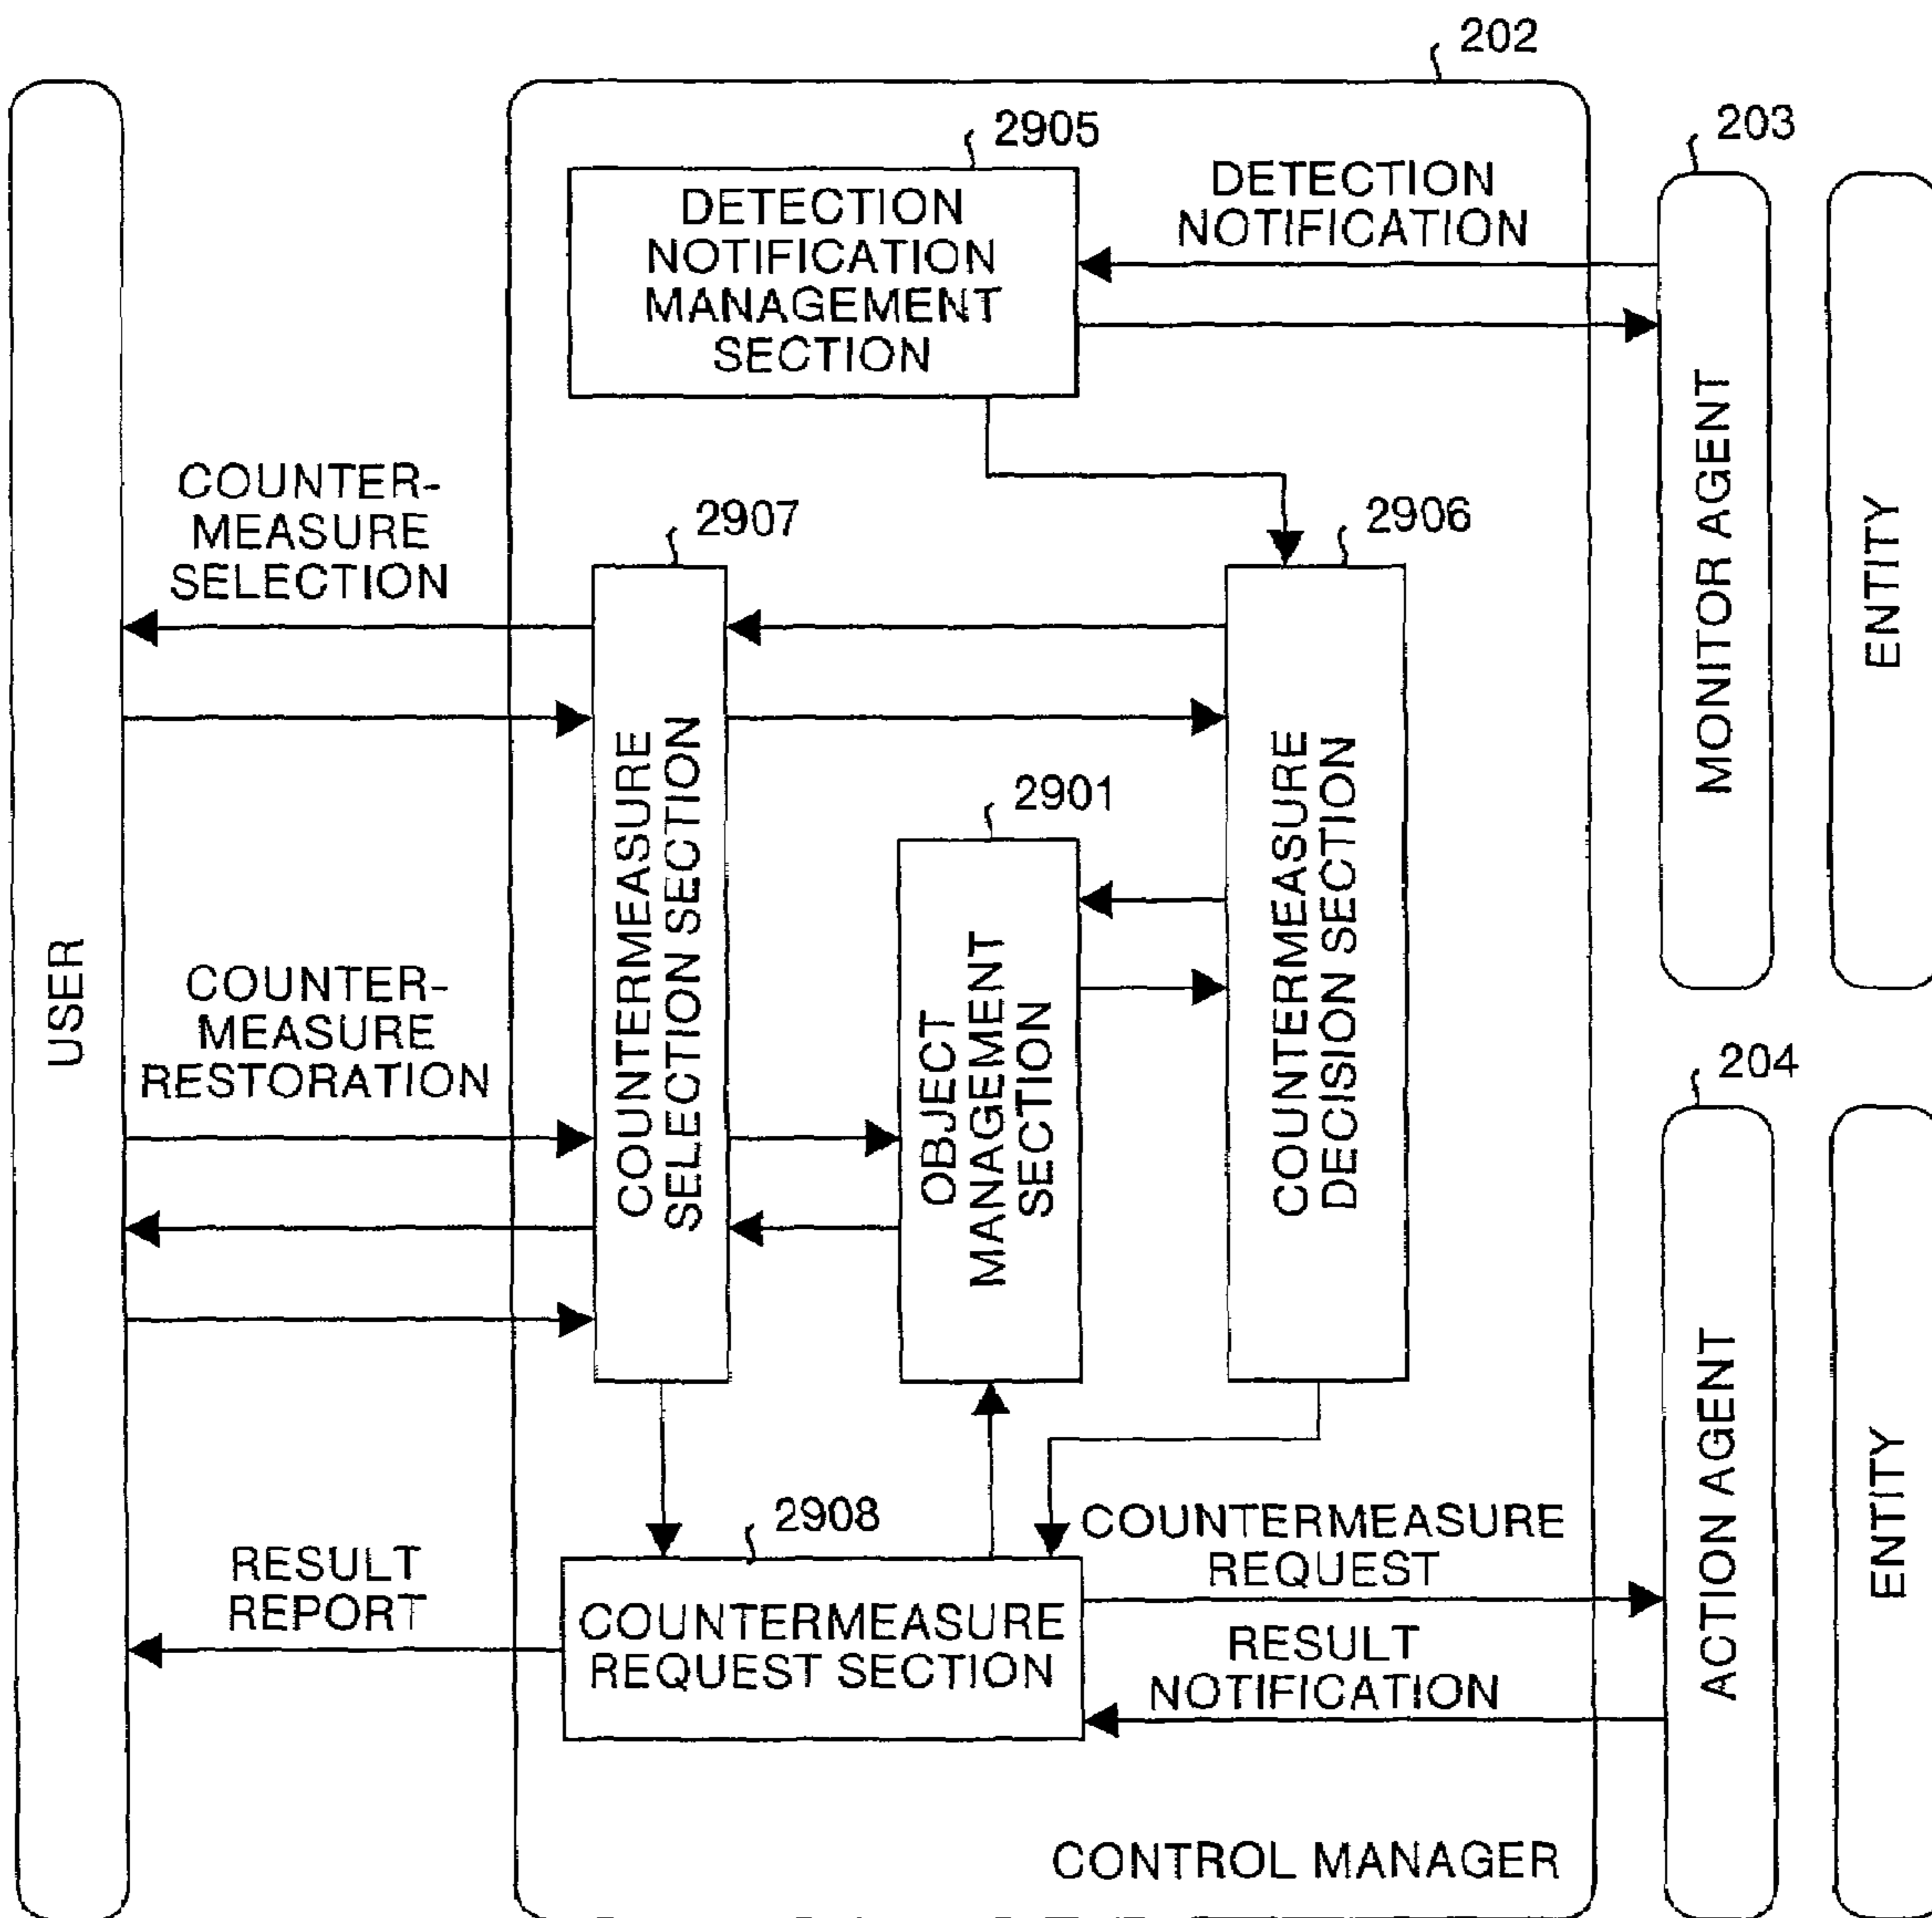 202
2905
203
DETECTION
NOTIFICATION
MANAGEMENT
SECTION
DETECTION
NOTIFICATION
MONITOR AGENT
ENTITY
COUNTER-
MEASURE
SELECTION
2907
2906
COUNTERMEASURE
SELECTION SECTION
2901
OBJECT
MANAGEMENT
SECTION
COUNTERMEASURE
DECISION SECTION
USER
COUNTER-
MEASURE
RESTORATION
204
ACTION AGENT
ENTITY
2908
COUNTERMEASURE
REQUEST
RESULT
REPORT
COUNTERMEASURE
REQUEST SECTION
RESULT
NOTIFICATION
CONTROL MANAGER